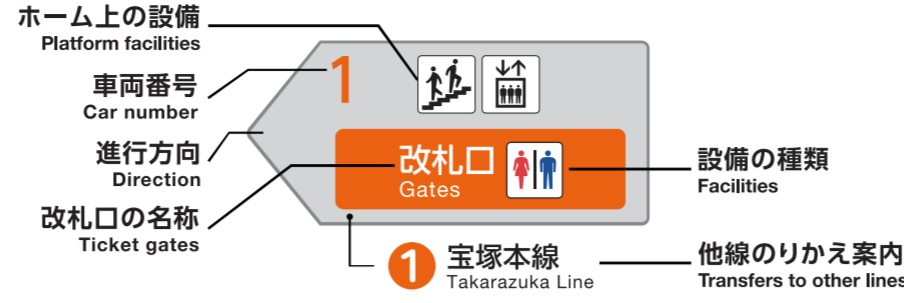 ホーム上の設備
Platform facilities
車両番号
Car number
進行方向
Direction
改札口の名称
Ticket gates
1
改札口
Gates
設備の種類
Facilities
1 宝塚本線
Takarazuka Line
他線のりかえ案内
Transfers to other lines